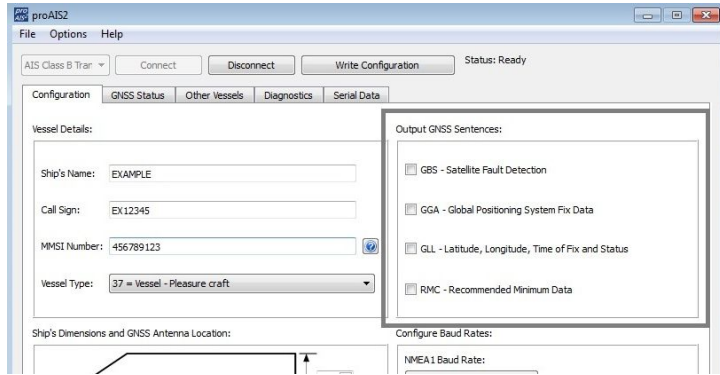 pro AIS² proAIS2
File Options Help
AIS Class B Tran Connect Disconnect Write Configuration Status: Ready
Configuration GNSS Status Other Vessels Diagnostics Serial Data
Vessel Details:
Ship's Name: EXAMPLE
Call Sign: EX12345
MMSI Number: 456789123
Vessel Type: 37 = Vessel - Pleasure craft
Output GNSS Sentences:
GBS - Satellite Fault Detection
GGA - Global Positioning System Fix Data
GLL - Latitude, Longitude, Time of Fix and Status
RMC - Recommended Minimum Data
Ship's Dimensions and GNSS Antenna Location:
Configure Baud Rates:
NMEA1 Baud Rate: